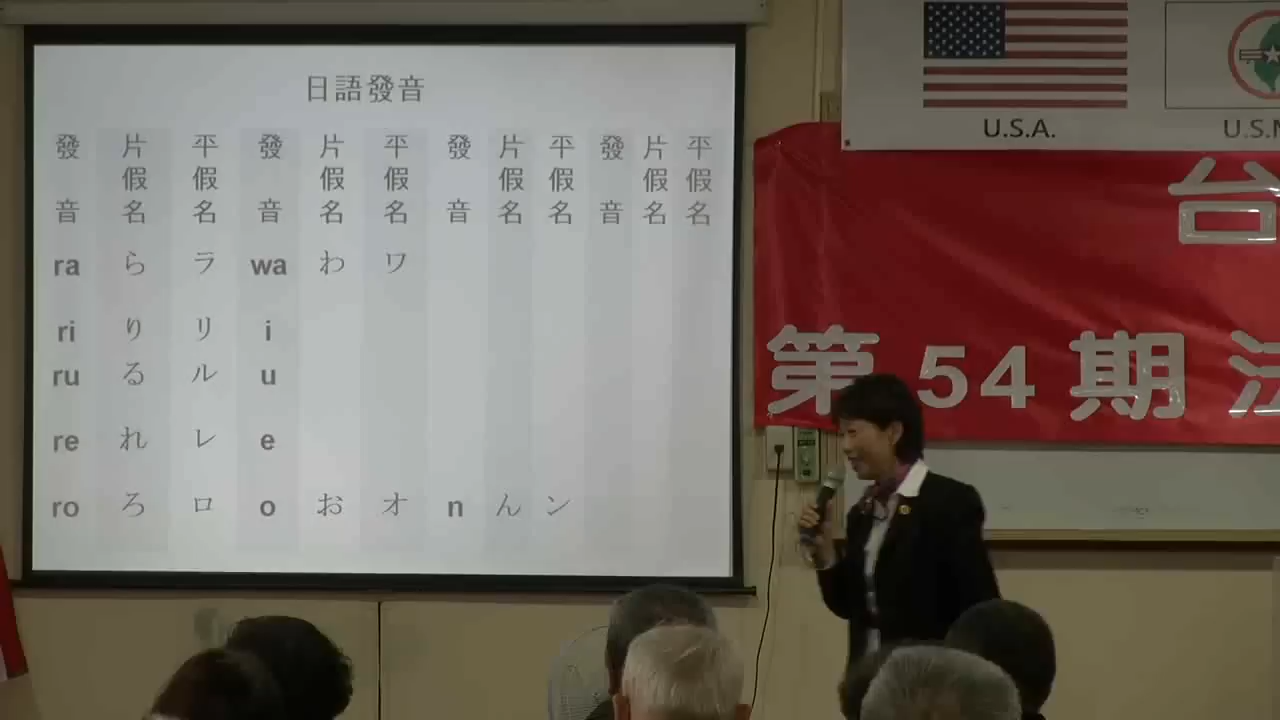 日語發音
發音 片假名 平假名 發音 片假名 平假名 發音 片假名 平假名 發音 片假名 平假名
ra ら ラ wa わ ワ
ri り リ i
ru る ル u
re れ レ e
ro ろ ロ o お オ n ん ン
U.S.A.
台
第 54 期